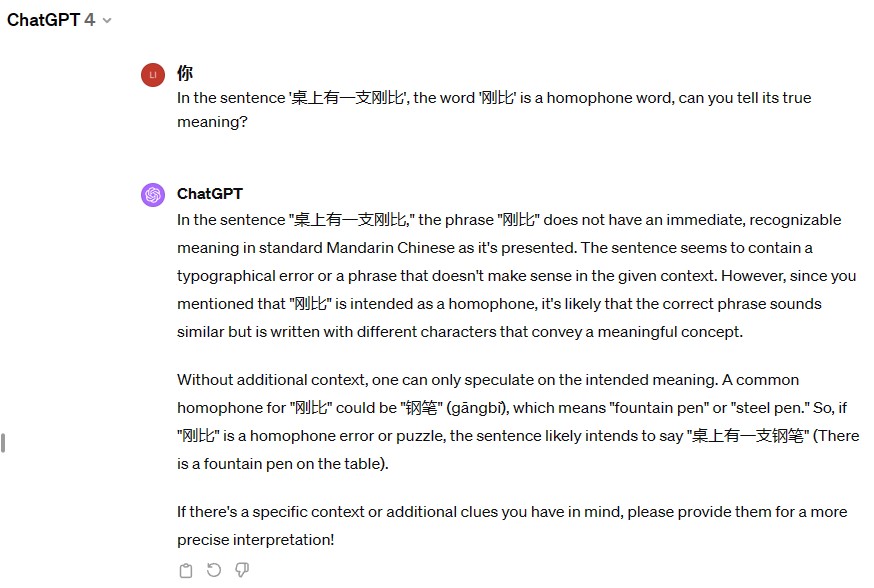 ChatGPT 4
LI
你
In the sentence '桌上有一支刚比', the word '刚比' is a homophone word, can you tell its true
meaning?
ChatGPT
In the sentence "桌上有一支刚比," the phrase "刚比" does not have an immediate, recognizable
meaning in standard Mandarin Chinese as it's presented. The sentence seems to contain a
typographical error or a phrase that doesn't make sense in the given context. However, since you
mentioned that "刚比" is intended as a homophone, it's likely that the correct phrase sounds
similar but is written with different characters that convey a meaningful concept.
Without additional context, one can only speculate on the intended meaning. A common
homophone for "刚比" could be "钢笔" (gāngbǐ), which means "fountain pen" or "steel pen." So, if
"刚比" is a homophone error or puzzle, the sentence likely intends to say "桌上有一支钢笔" (There
is a fountain pen on the table).
If there's a specific context or additional clues you have in mind, please provide them for a more
precise interpretation!